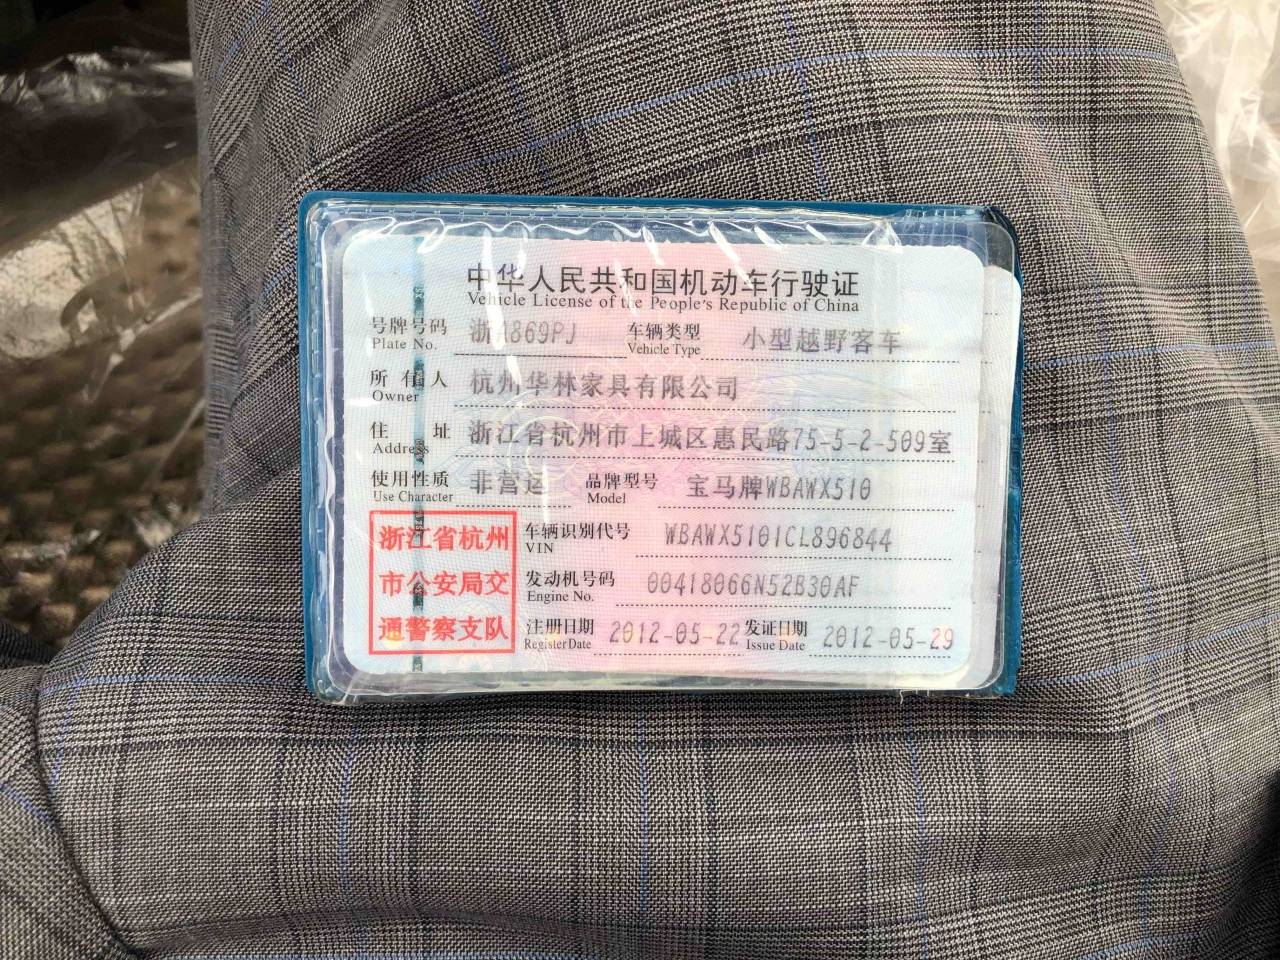 中华人民共和国机动车行驶证
Vehicle License of the People's Republic of China
号牌号码 浙A869PJ 车辆类型 小型越野客车
Plate No. Vehicle Type
所有人 杭州华林家具有限公司
Owner
住址 浙江省杭州市上城区惠民路75-5-2-509室
Address
使用性质 非营运 品牌型号 宝马牌WBAWX510
Use Character Model
浙江省杭州 车辆识别代号 WBAWX5101CL896844
VIN
市公安局交 发动机号码 00418066N52B30AF
Engine No.
通警察支队 注册日期 2012-05-22 发证日期 2012-05-29
Register Date Issue Date